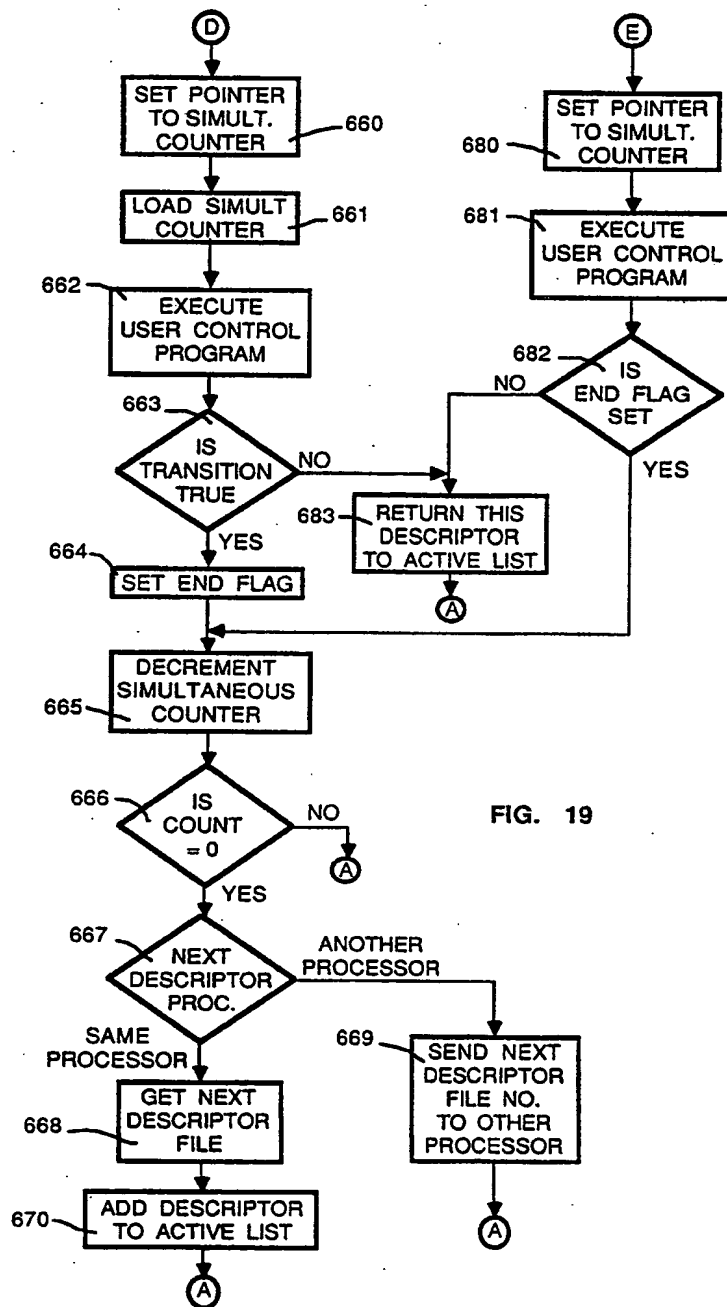 D
SET POINTER
TO SIMULT.
COUNTER
660
LOAD SIMULT
COUNTER
661
662
EXECUTE
USER CONTROL
PROGRAM
663
IS
TRANSITION
TRUE
NO
YES
664
SET END FLAG
DECREMENT
SIMULTANEOUS
COUNTER
665
666
IS
COUNT
= 0
NO
A
YES
667
NEXT
DESCRIPTOR
PROC.
ANOTHER
PROCESSOR
SAME
PROCESSOR
668
GET NEXT
DESCRIPTOR
FILE
670
ADD DESCRIPTOR
TO ACTIVE LIST
A
669
SEND NEXT
DESCRIPTOR
FILE NO.
TO OTHER
PROCESSOR
A
E
680
SET POINTER
TO SIMULT.
COUNTER
681
EXECUTE
USER CONTROL
PROGRAM
682
IS
END FLAG
SET
NO
YES
683
RETURN THIS
DESCRIPTOR
TO ACTIVE LIST
A
FIG. 19